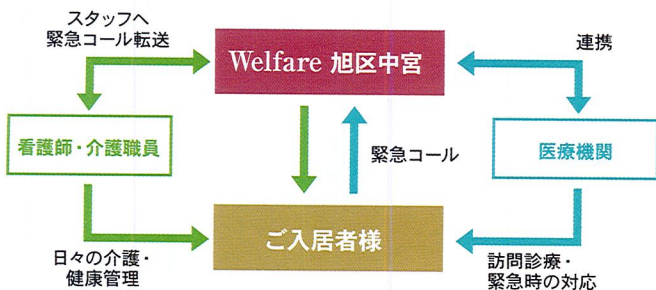 スタッフへ
緊急コール転送
Welfare 旭区中宮
連携
看護師・介護職員
緊急コール
医療機関
ご入居者様
日々の介護・
健康管理
訪問診療・
緊急時の対応